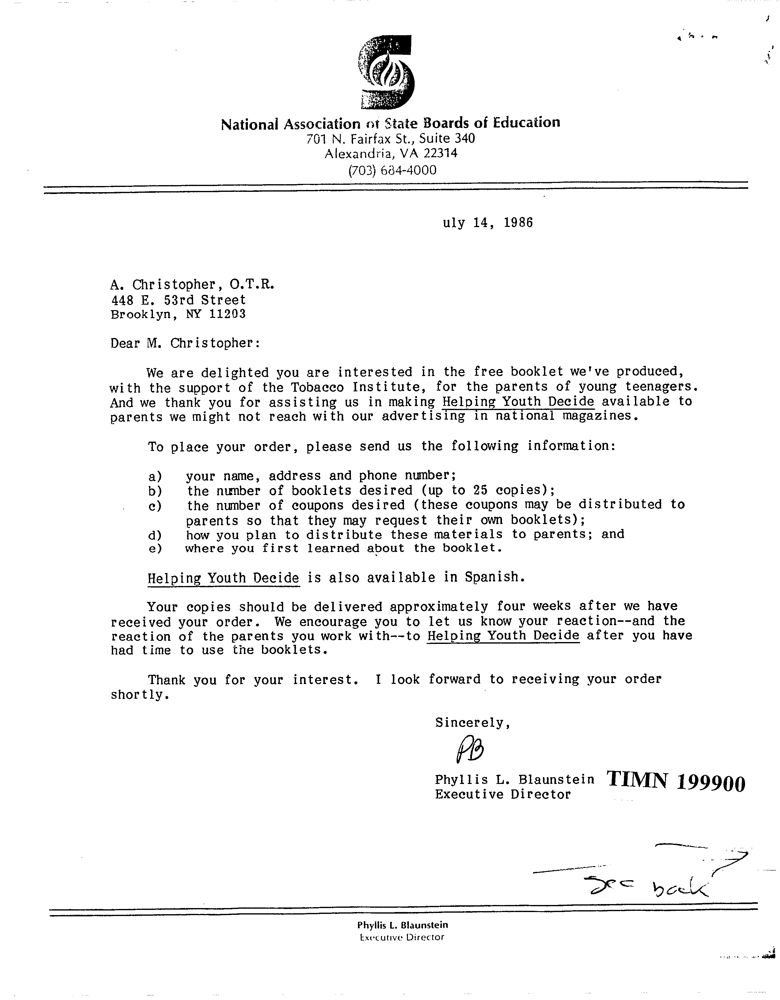 National Association of State Boards of Education
701 N. Fairfax St., Suite 340
Alexandria, VA 22314
(703) 684-4000
uly 14, 1986
A. Christopher, O.T.R.
448 E. 53rd Street
Brooklyn, NY 11203
Dear M. Christopher:
We are delighted you are interested in the free booklet we've produced,
with the support of the Tobacco Institute, for the parents of young teenagers.
And we thank you for assisting us in making Helping Youth Decide available to
parents we might not reach with our advertising in national magazines.
To place your order, please send us the following information:
a) your name, address and phone number;
b) the number of booklets desired (up to 25 copies);
c) the number of coupons desired (these coupons may be distributed to
parents so that they may request their own booklets);
d) how you plan to distribute these materials to parents; and
e) where you first learned about the booklet.
Helping Youth Decide is also available in Spanish.
Your copies should be delivered approximately four weeks after we have
received your order. We encourage you to let us know your reaction--and the
reaction of the parents you work with--to Helping Youth Decide after you have
had time to use the booklets.
Thank you for your interest. I look forward to receiving your order
shortly.
Sincerely,
PB
Phyllis L. Blaunstein TIMN 199900
Executive Director
see back
Phyllis L. Blaunstein
Executive Director